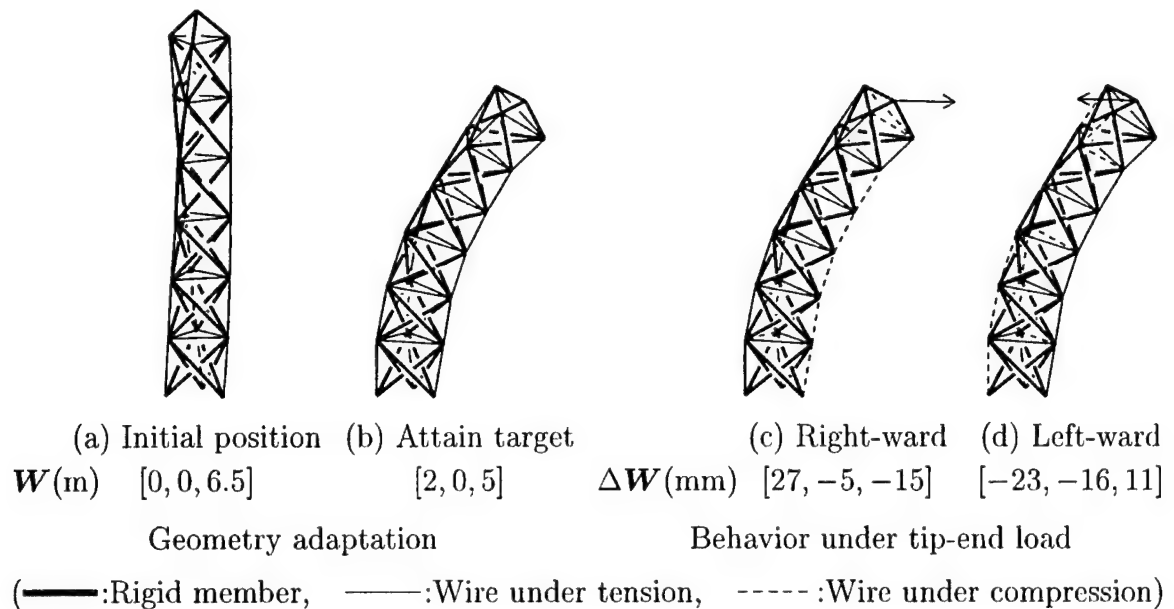 (a) Initial position (b) Attain target (c) Right-ward (d) Left-ward
W(m) [0, 0, 6.5] [2, 0, 5] ΔW(mm) [27, −5, −15] [−23, −16, 11]
Geometry adaptation Behavior under tip-end load
(——:Rigid member, ——:Wire under tension, -----:Wire under compression)